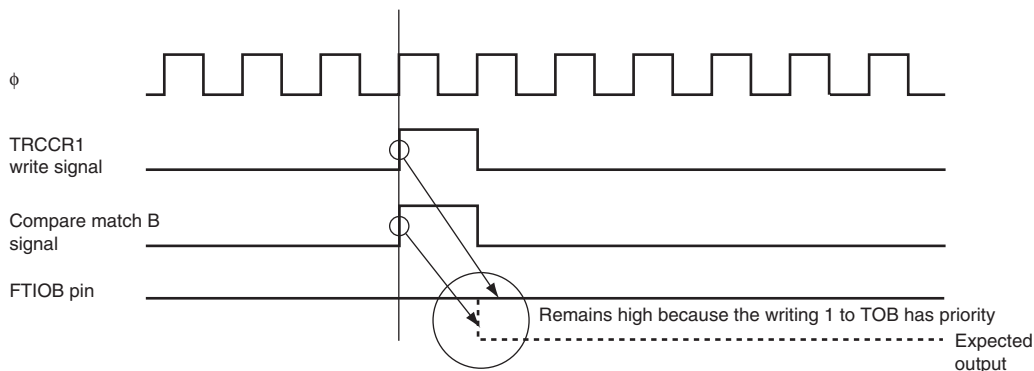 ϕ
TRCCR1
write signal
Compare match B
signal
FTIOB pin
Remains high because the writing 1 to TOB has priority
Expected
output